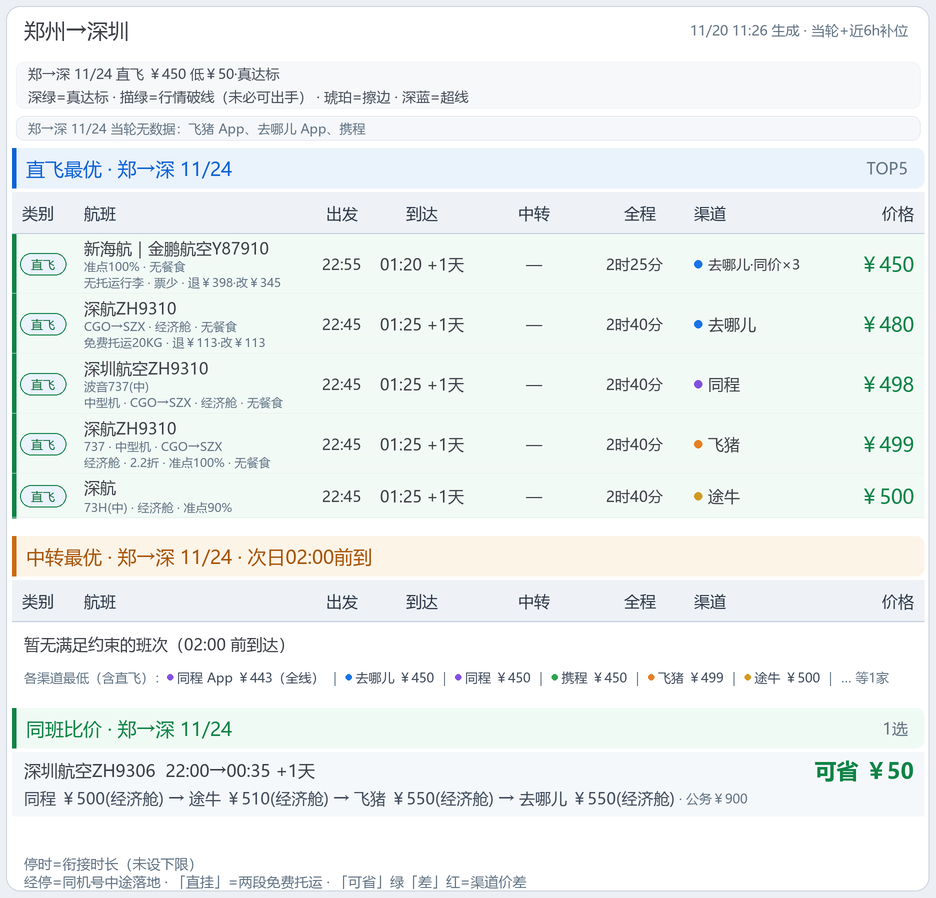 郑州→深圳
11/20 11:26 生成 · 当轮+近6h补位
郑→深 11/24 直飞 ￥450 低￥50·真达标
深绿=真达标 · 描绿=行情破线（未必可出手） · 琥珀=擦边 · 深蓝=超线
郑→深 11/24 当轮无数据：飞猪 App、去哪儿 App、携程
直飞最优 · 郑→深 11/24 TOP5
类别 航班 出发 到达 中转 全程 渠道 价格
新海航｜金鹏航空Y87910
直飞 准点100% · 无餐食 22:55 01:20 +1天 — 2时25分 去哪儿·同价×3 ￥450
无托运行李 · 票少 · 退￥398·改￥345
深航ZH9310
直飞 CGO→SZX · 经济舱 · 无餐食 22:45 01:25 +1天 — 2时40分 去哪儿 ￥480
免费托运20KG · 退￥113·改￥113
深圳航空ZH9310
直飞 波音737(中) 22:45 01:25 +1天 — 2时40分 同程 ￥498
中型机 · CGO→SZX · 经济舱 · 无餐食
深航ZH9310
直飞 737 · 中型机 · CGO→SZX 22:45 01:25 +1天 — 2时40分 飞猪 ￥499
经济舱 · 2.2折 · 准点100% · 无餐食
深航
直飞 22:45 01:25 +1天 — 2时40分 途牛 ￥500
73H(中) · 经济舱 · 准点90%
中转最优 · 郑→深 11/24 · 次日02:00前到
类别 航班 出发 到达 中转 全程 渠道 价格
暂无满足约束的班次（02:00 前到达）
各渠道最低（含直飞）: 同程 App ￥443（全线） | 去哪儿 ￥450 | 同程 ￥450 | 携程 ￥450 | 飞猪 ￥499 | 途牛 ￥500 | … 等1家
同班比价 · 郑→深 11/24 1选
深圳航空ZH9306 22:00→00:35 +1天 可省 ￥50
同程 ￥500(经济舱) → 途牛 ￥510(经济舱) → 飞猪 ￥550(经济舱) → 去哪儿 ￥550(经济舱) · 公务￥900
停时=衔接时长（未设下限）
经停=同机号中途落地 · 「直挂」=两段免费托运 · 「可省」绿「差」红=渠道价差